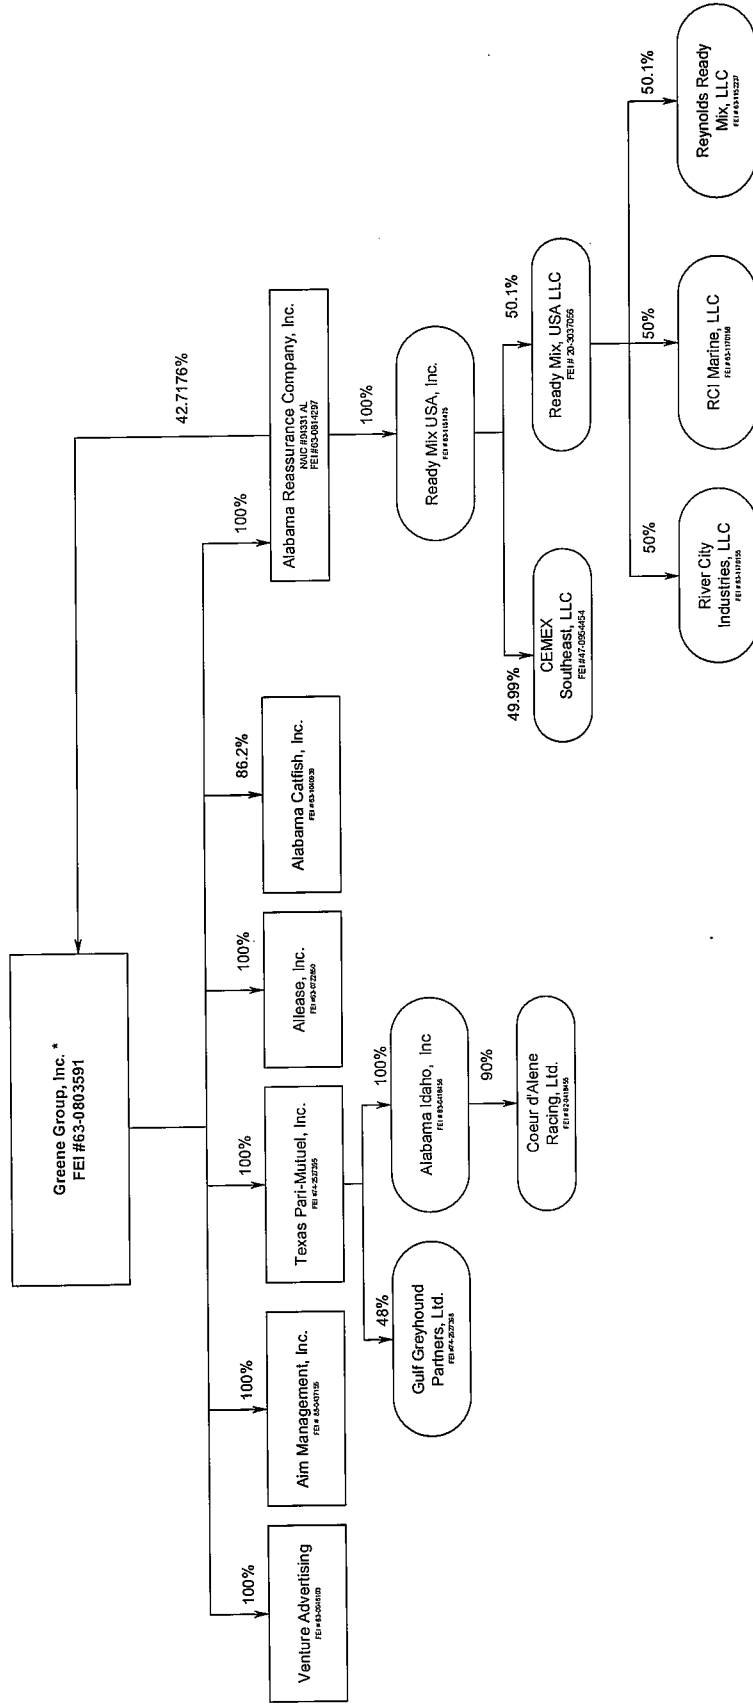 Greene Group, Inc. *
FEI #63-0803591
42.7176%
100%
100%
100%
100%
86.2%
100%
Venture Advertising
Aim Management, Inc.
Texas Pari-Mutuel, Inc.
Allease, Inc.
Alabama Catfish, Inc.
Alabama Reassurance Company, Inc.
NAIC #94331 AL
FEI #63-0814297
48%
100%
100%
Gulf Greyhound
Partners, Ltd.
Alabama Idaho, Inc
Ready Mix USA, Inc.
90%
Coeur d'Alene
Racing, Ltd.
49.99%
50.1%
CEMEX
Southeast, LLC
FEI #47-0954454
Ready Mix, USA LLC
FEI # 20-3037056
50%
50%
50.1%
River City
Industries, LLC
RCI Marine, LLC
Reynolds Ready
Mix, LLC